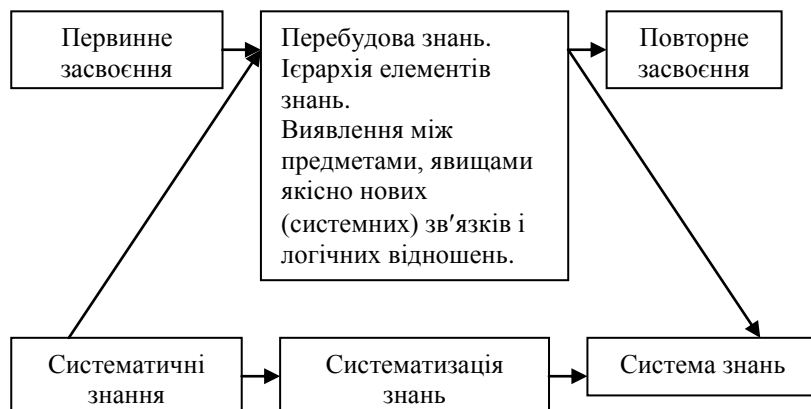 Первинне
засвоєння
Перебудова знань.
Ієрархія елементів
знань.
Виявлення між
предметами, явищами
якісно нових
(системних) зв′язків і
логічних відношень.
Повторне
засвоєння
Систематичні
знання
Систематизація
знань
Система знань